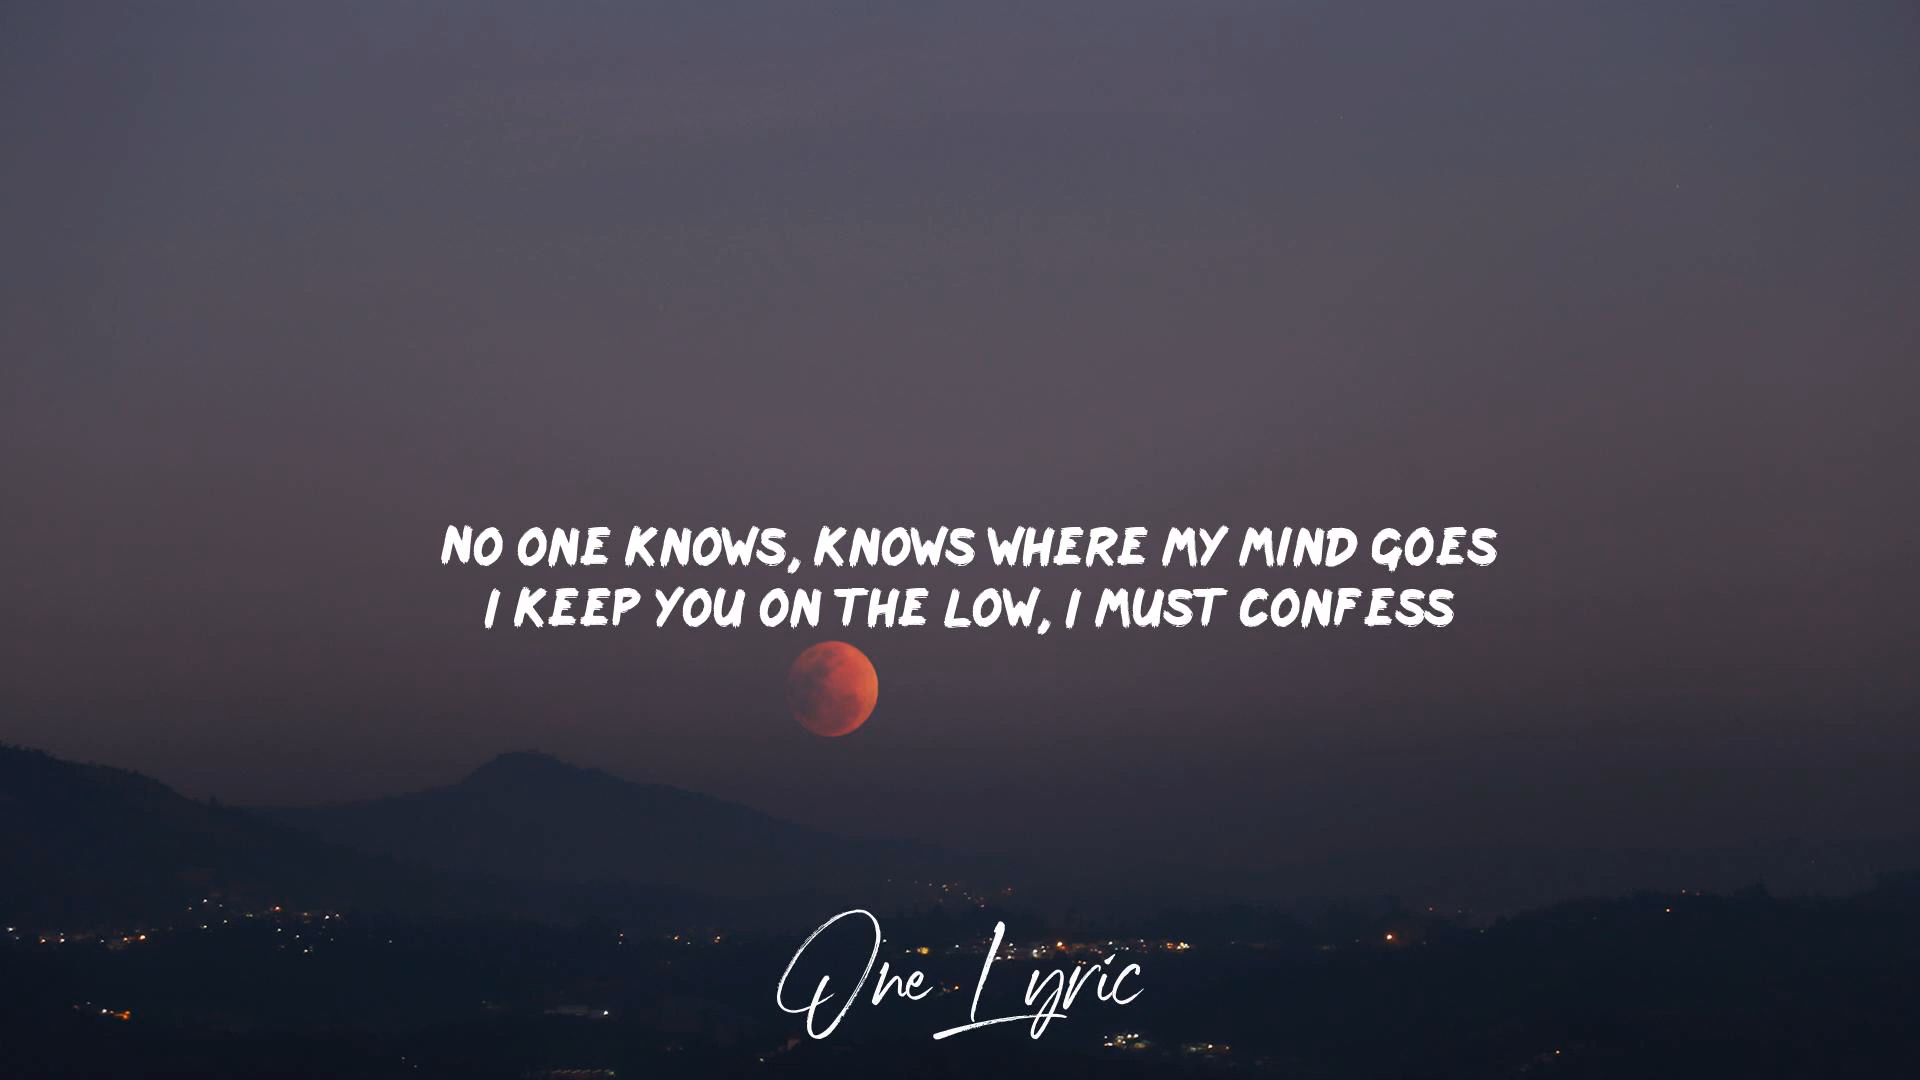 NO ONE KNOWS, KNOWS WHERE MY MIND GOES
I KEEP YOU ON THE LOW, I MUST CONFESS
One Lyric